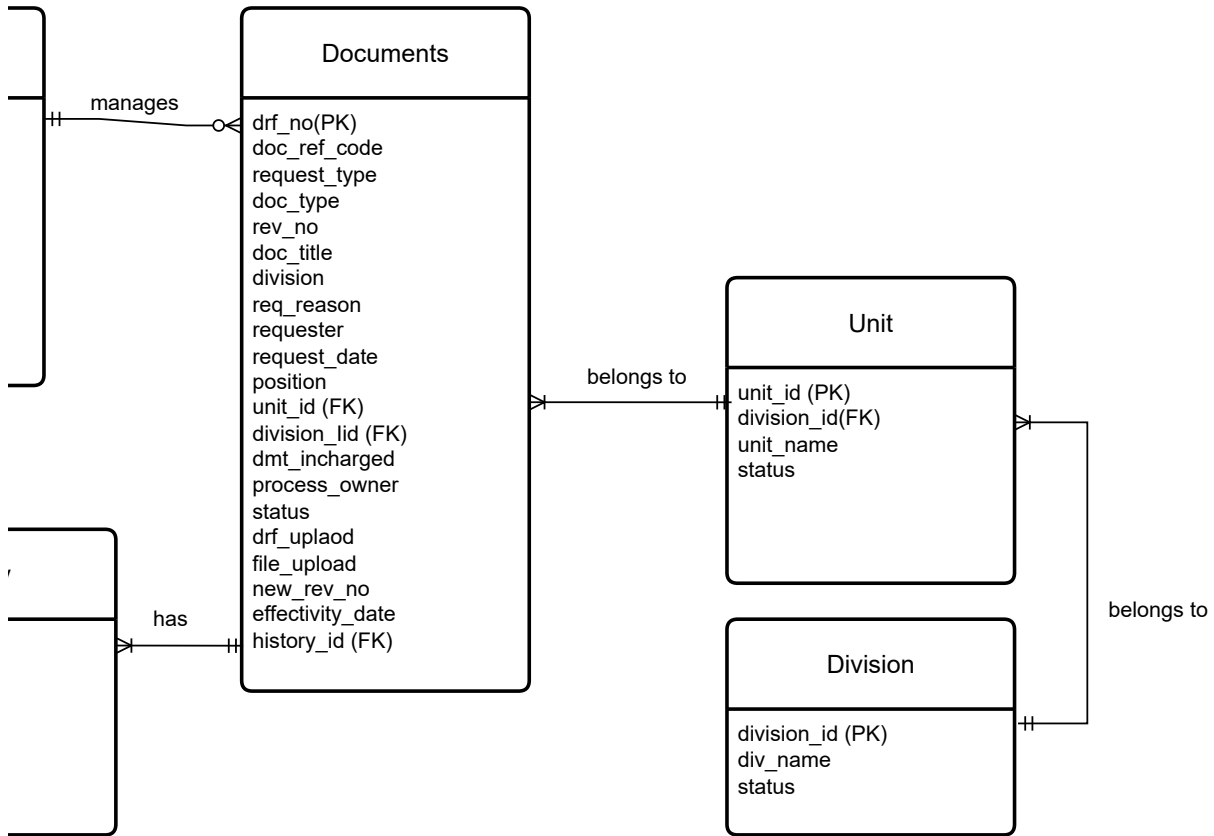 Documents
manages
drf_no(PK)
doc_ref_code
request_type
doc_type
rev_no
doc_title
division
req_reason
requester
request_date
position
unit_id (FK)
division_Iid (FK)
dmt_incharged
process_owner
status
drf_uplaod
file_upload
new_rev_no
effectivity_date
history_id (FK)
has
belongs to
Unit
unit_id (PK)
division_id(FK)
unit_name
status
belongs to
Division
division_id (PK)
div_name
status